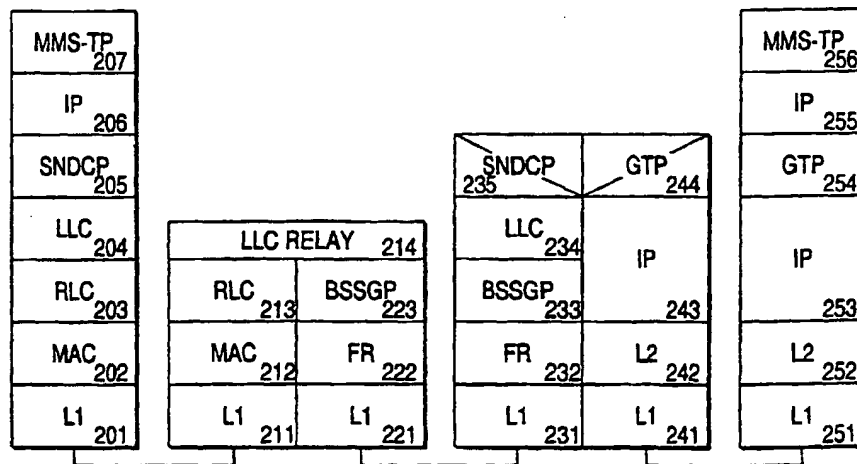 MMS-TP 207
IP 206
SNDCP 205
LLC 204
RLC 203
MAC 202
L1 201
LLC RELAY 214
RLC 213
BSSGP 223
MAC 212
FR 222
L1 211
L1 221
SNDCP 235
GTP 244
LLC 234
IP 243
BSSGP 233
FR 232
L2 242
L1 231
L1 241
MMS-TP 256
IP 255
GTP 254
IP 253
L2 252
L1 251